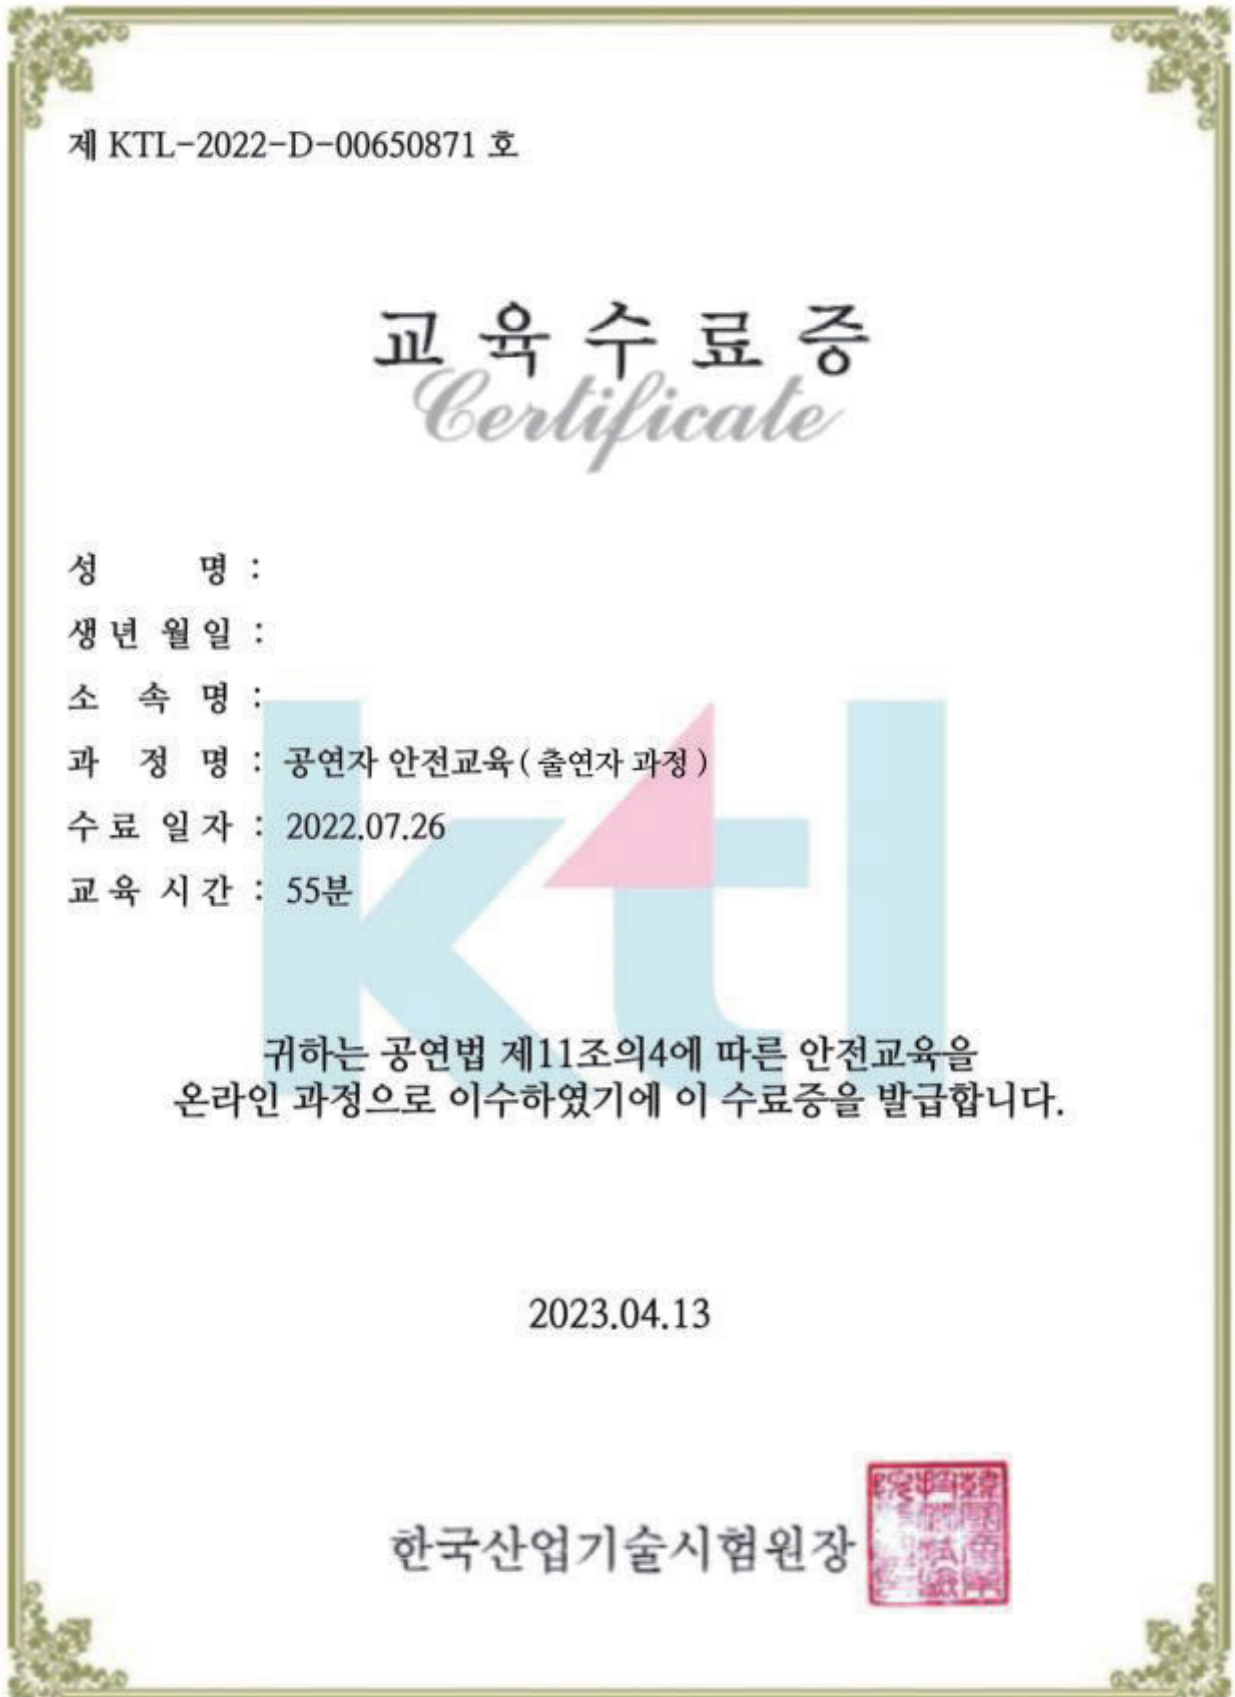 제 KTL-2022-D-00650871 호
교육수료증
Certificate
성 명 :
생년월일 :
소 속 명 :
과 정 명 : 공연자 안전교육 ( 출연자 과정 )
수료 일자 : 2022.07.26
교육 시간 : 55분
ktl
귀하는 공연법 제11조의4에 따른 안전교육을
온라인 과정으로 이수하였기에 이 수료증을 발급합니다.
2023.04.13
한국산업기술시험원장